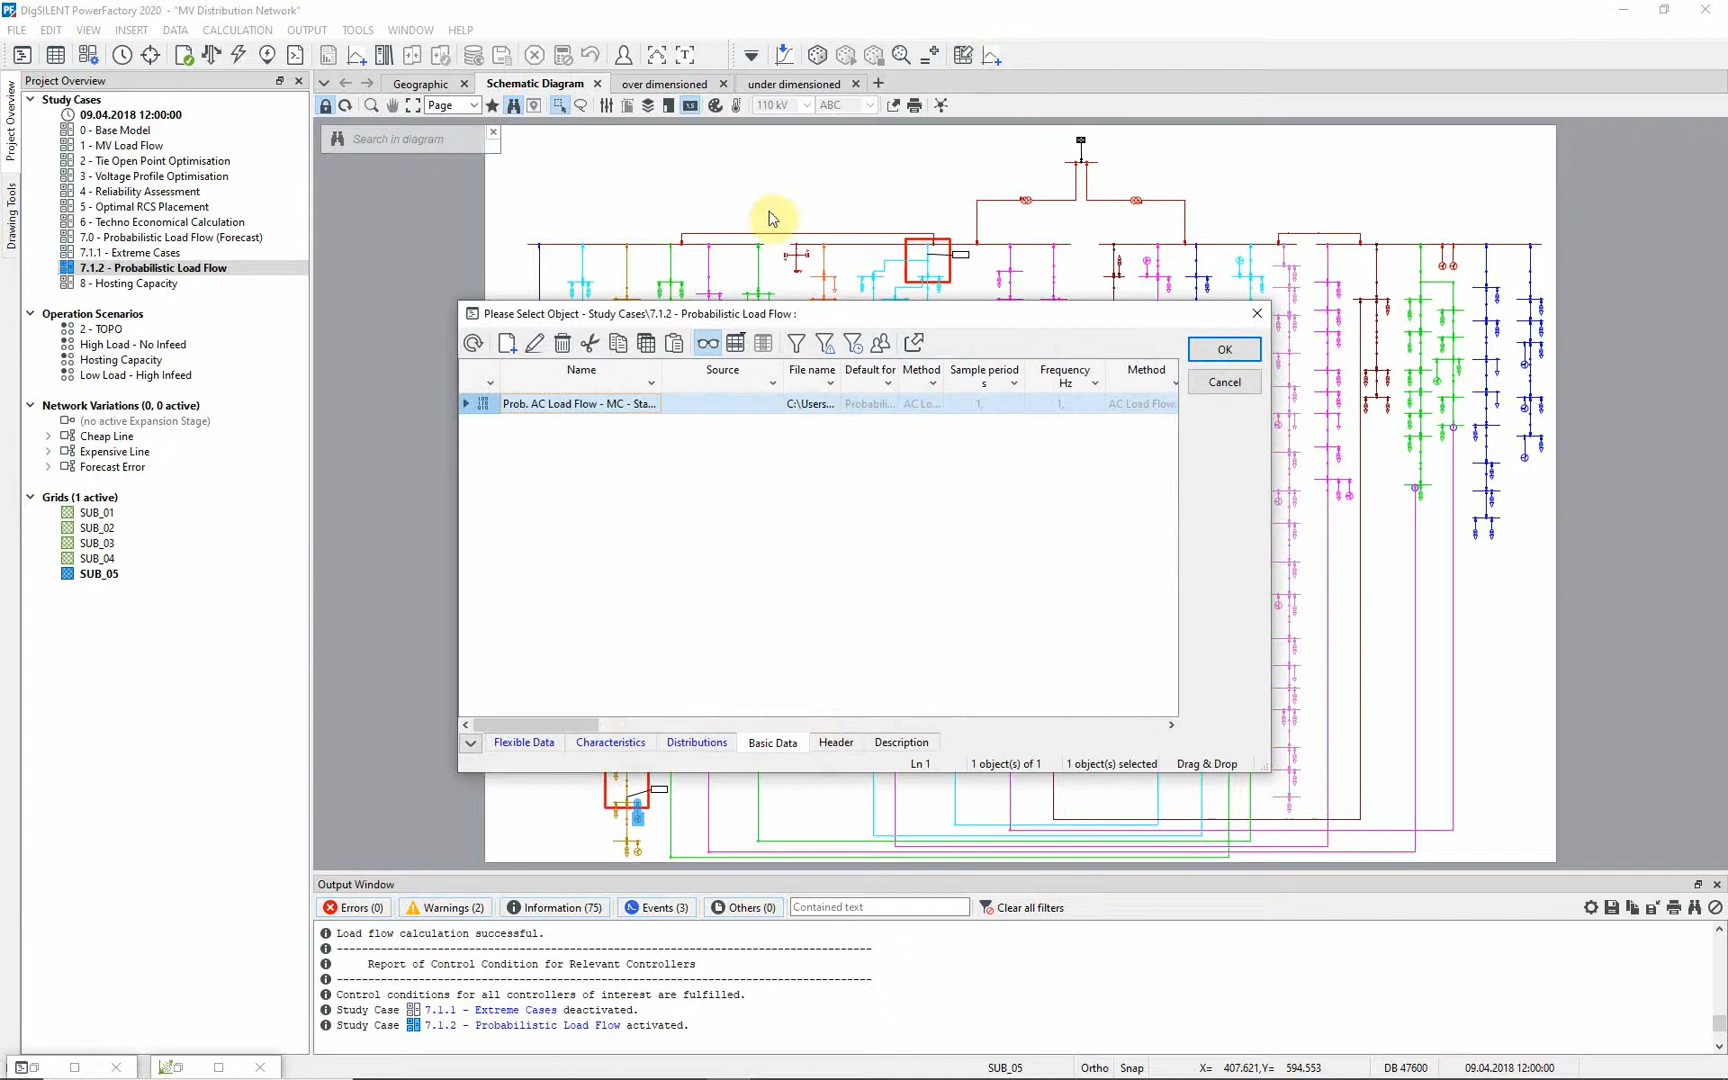 DIgSILENT PowerFactory 2020 - "MV Distribution Network"
FILE EDIT VIEW INSERT DATA CALCULATION OUTPUT TOOLS WINDOW HELP
Project Overview
Geographic
Schematic Diagram
over dimensioned
under dimensioned
Page
110 kV
ABC
Search in diagram
Project Overview
Drawing Tools
Study Cases
09.04.2018 12:00:00
0 - Base Model
1 - MV Load Flow
2 - Tie Open Point Optimisation
3 - Voltage Profile Optimisation
4 - Reliability Assessment
5 - Optimal RCS Placement
6 - Techno Economical Calculation
7.0 - Probabilistic Load Flow (Forecast)
7.1.1 - Extreme Cases
7.1.2 - Probabilistic Load Flow
8 - Hosting Capacity
Operation Scenarios
2 - TOPO
High Load - No Infeed
Hosting Capacity
Low Load - High Infeed
Network Variations (0, 0 active)
(no active Expansion Stage)
Cheap Line
Expensive Line
Forecast Error
Grids (1 active)
SUB_01
SUB_02
SUB_03
SUB_04
SUB_05
Please Select Object - Study Cases\7.1.2 - Probabilistic Load Flow :
OK
Cancel
Name Source File name Default for Method Sample period s Frequency Hz Method
Prob. AC Load Flow - MC - Sta... C:\Users... Probabili... AC Lo... 1, 1, AC Load Flow.
Flexible Data Characteristics Distributions Basic Data Header Description
Ln 1 1 object(s) of 1 1 object(s) selected Drag & Drop
Output Window
Errors (0) Warnings (2) Information (75) Events (3) Others (0) Contained text Clear all filters
Load flow calculation successful.
--------------------------------------------------------------------
Report of Control Condition for Relevant Controllers
--------------------------------------------------------------------
Control conditions for all controllers of interest are fulfilled.
Study Case 7.1.1 - Extreme Cases deactivated.
Study Case 7.1.2 - Probabilistic Load Flow activated.
SUB_05 Ortho Snap X= 407.621,Y= 594.553 DB 47600 09.04.2018 12:00:00